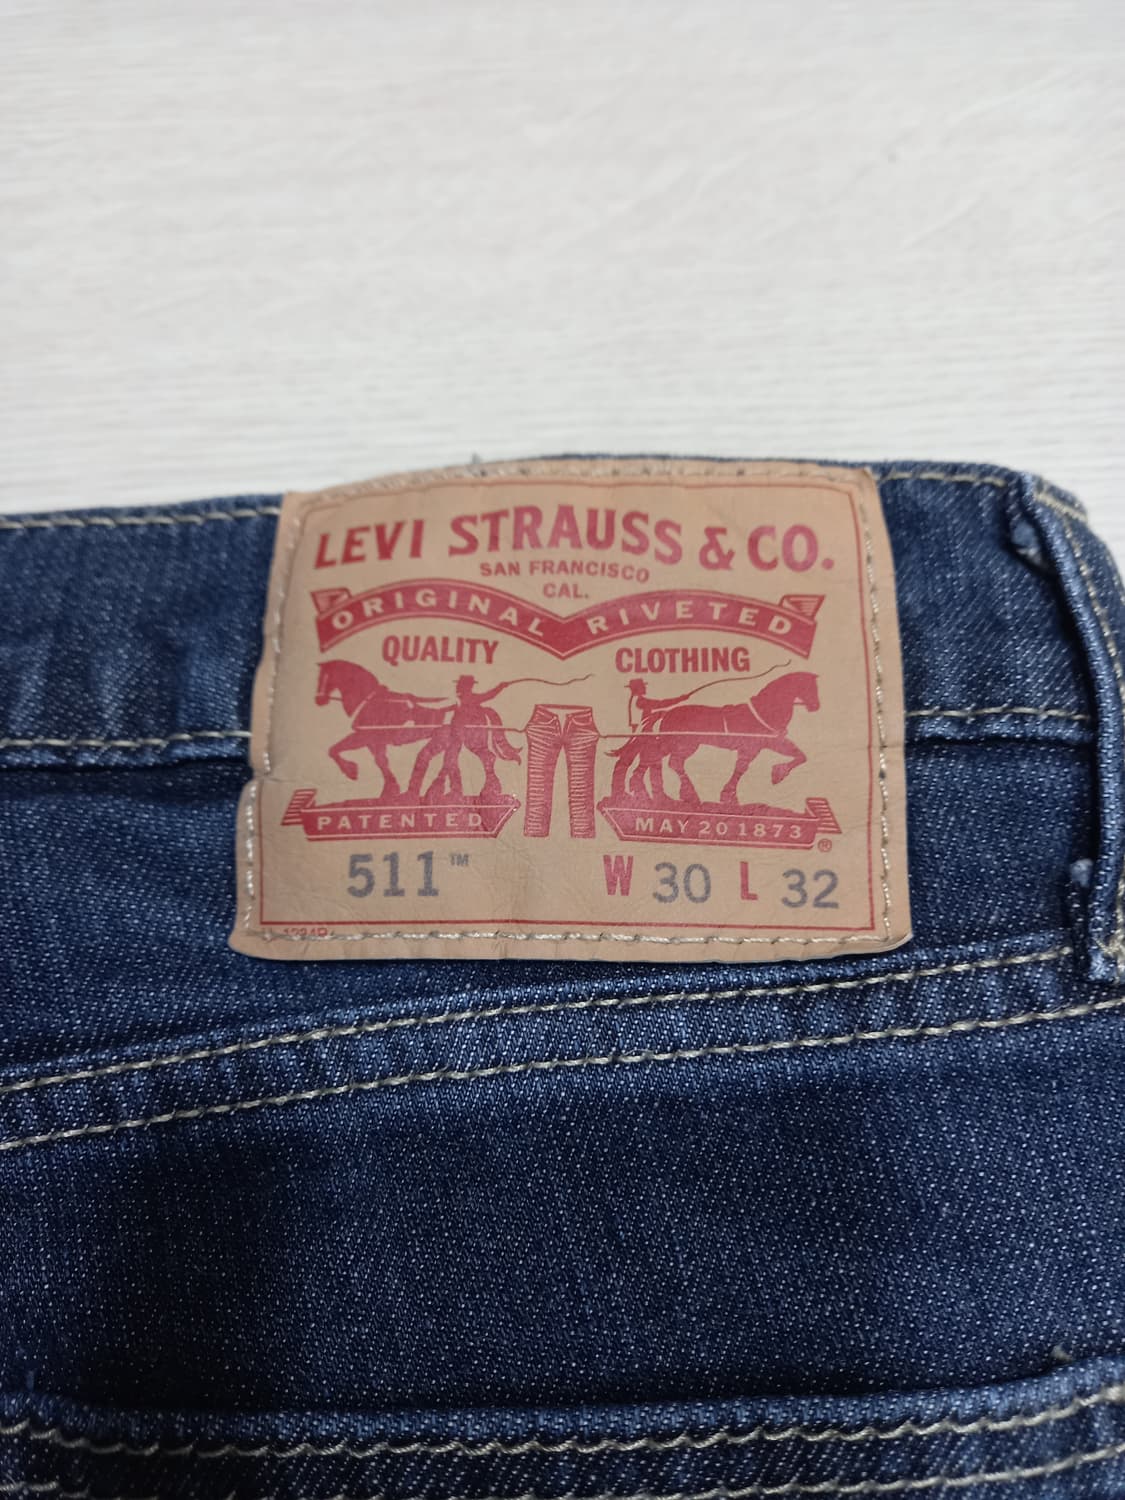 LEVI STRAUSS & CO.
SAN FRANCISCO
CAL.
ORIGINAL RIVETED
QUALITY CLOTHING
PATENTED MAY 20 1873 ®
511™ W 30 L 32